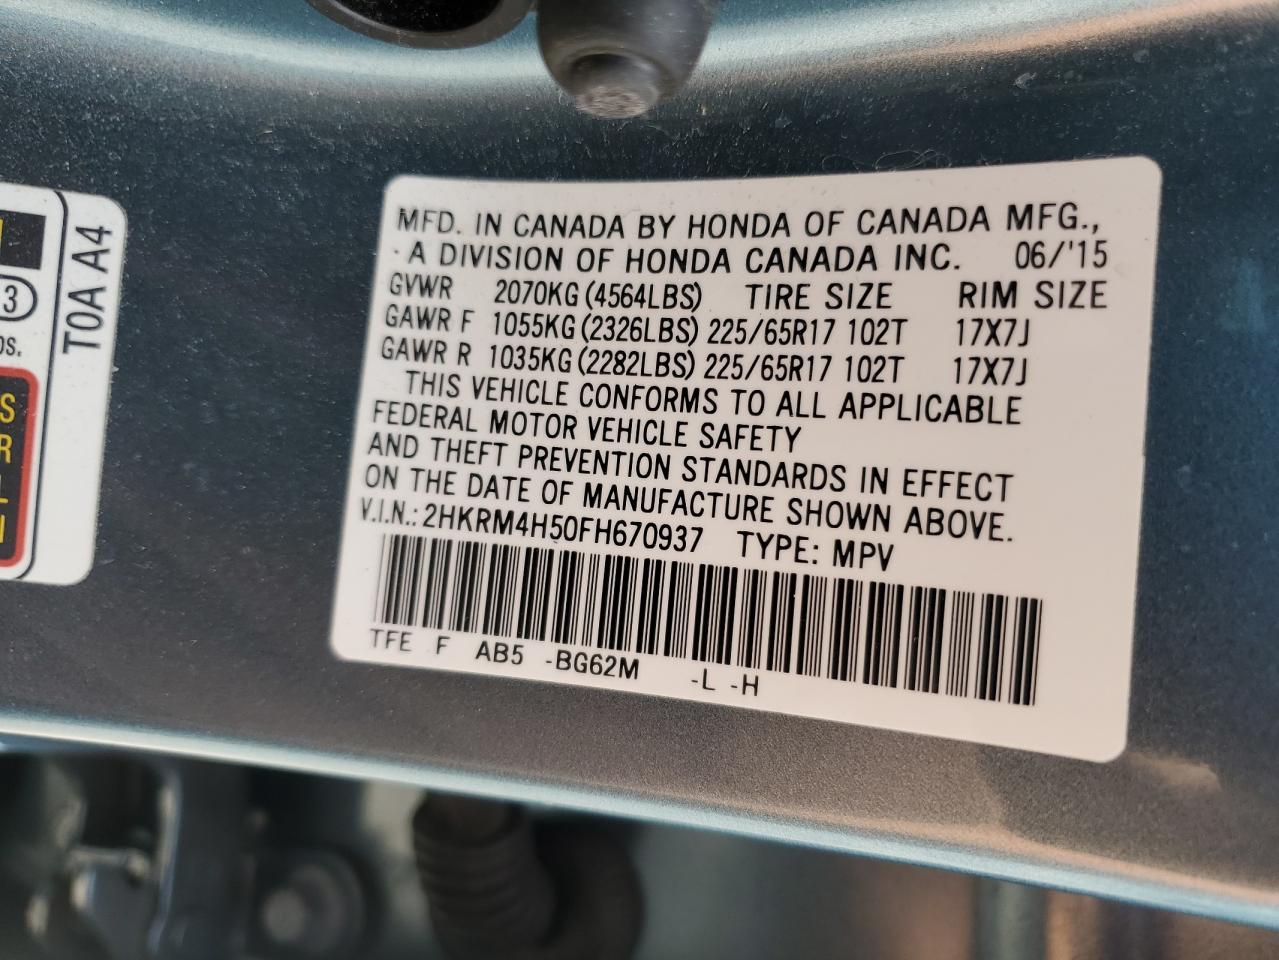 MFD. IN CANADA BY HONDA OF CANADA MFG.,
A DIVISION OF HONDA CANADA INC. 06/'15
GVWR 2070KG (4564LBS) TIRE SIZE RIM SIZE
GAWR F 1055KG (2326LBS) 225/65R17 102T 17X7J
GAWR R 1035KG (2282LBS) 225/65R17 102T 17X7J
THIS VEHICLE CONFORMS TO ALL APPLICABLE
FEDERAL MOTOR VEHICLE SAFETY
AND THEFT PREVENTION STANDARDS IN EFFECT
ON THE DATE OF MANUFACTURE SHOWN ABOVE.
V.I.N.: 2HKRM4H50FH670937 TYPE: MPV
TFE F AB5 -BG62M -L -H
T0A A4
3